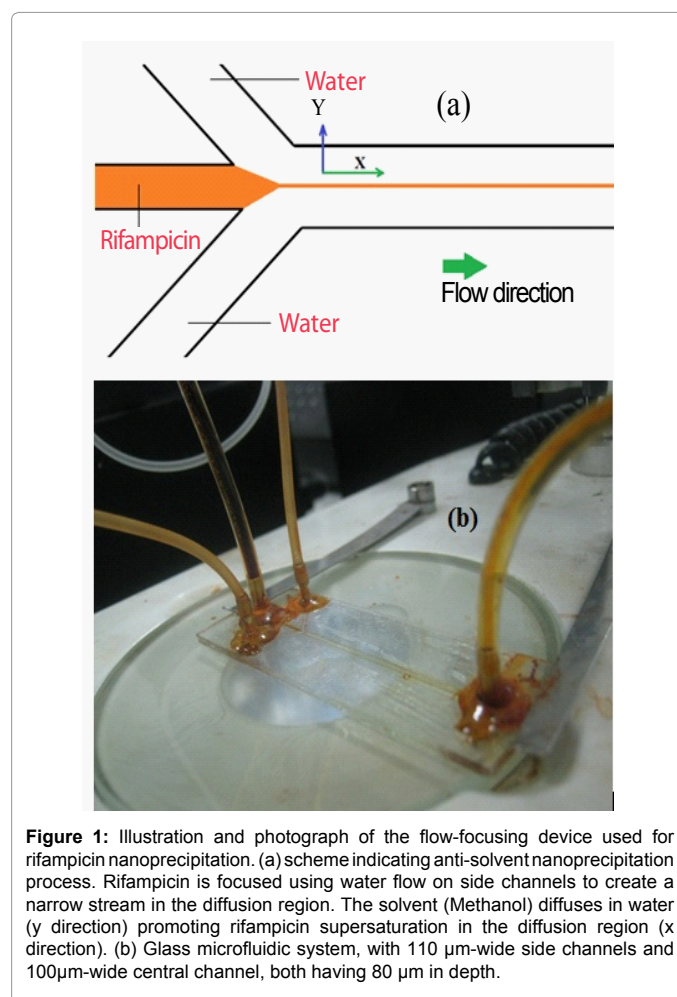 Water
(a)
Y
x
Rifampicin
Flow direction
Water
(b)
Figure 1: Illustration and photograph of the flow-focusing device used for
rifampicin nanoprecipitation. (a) scheme indicating anti-solvent nanoprecipitation
process. Rifampicin is focused using water flow on side channels to create a
narrow stream in the diffusion region. The solvent (Methanol) diffuses in water
(y direction) promoting rifampicin supersaturation in the diffusion region (x
direction). (b) Glass microfluidic system, with 110 µm-wide side channels and
100µm-wide central channel, both having 80 µm in depth.